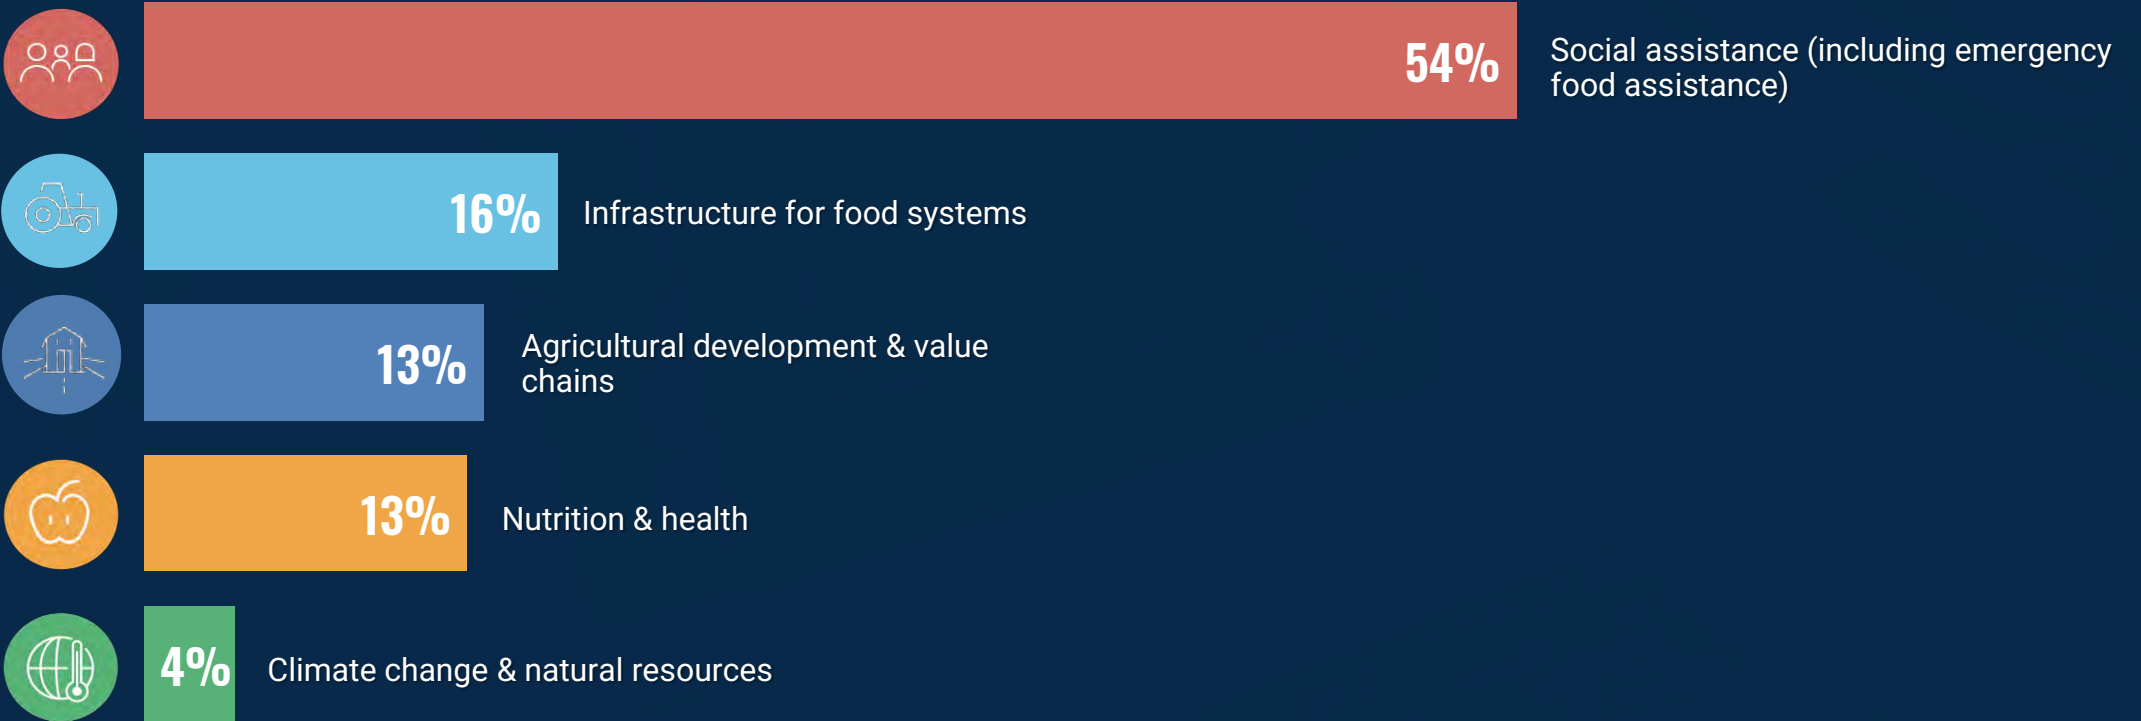 54%
Social assistance (including emergency
food assistance)
16%
Infrastructure for food systems
13%
Agricultural development & value
chains
13%
Nutrition & health
4%
Climate change & natural resources